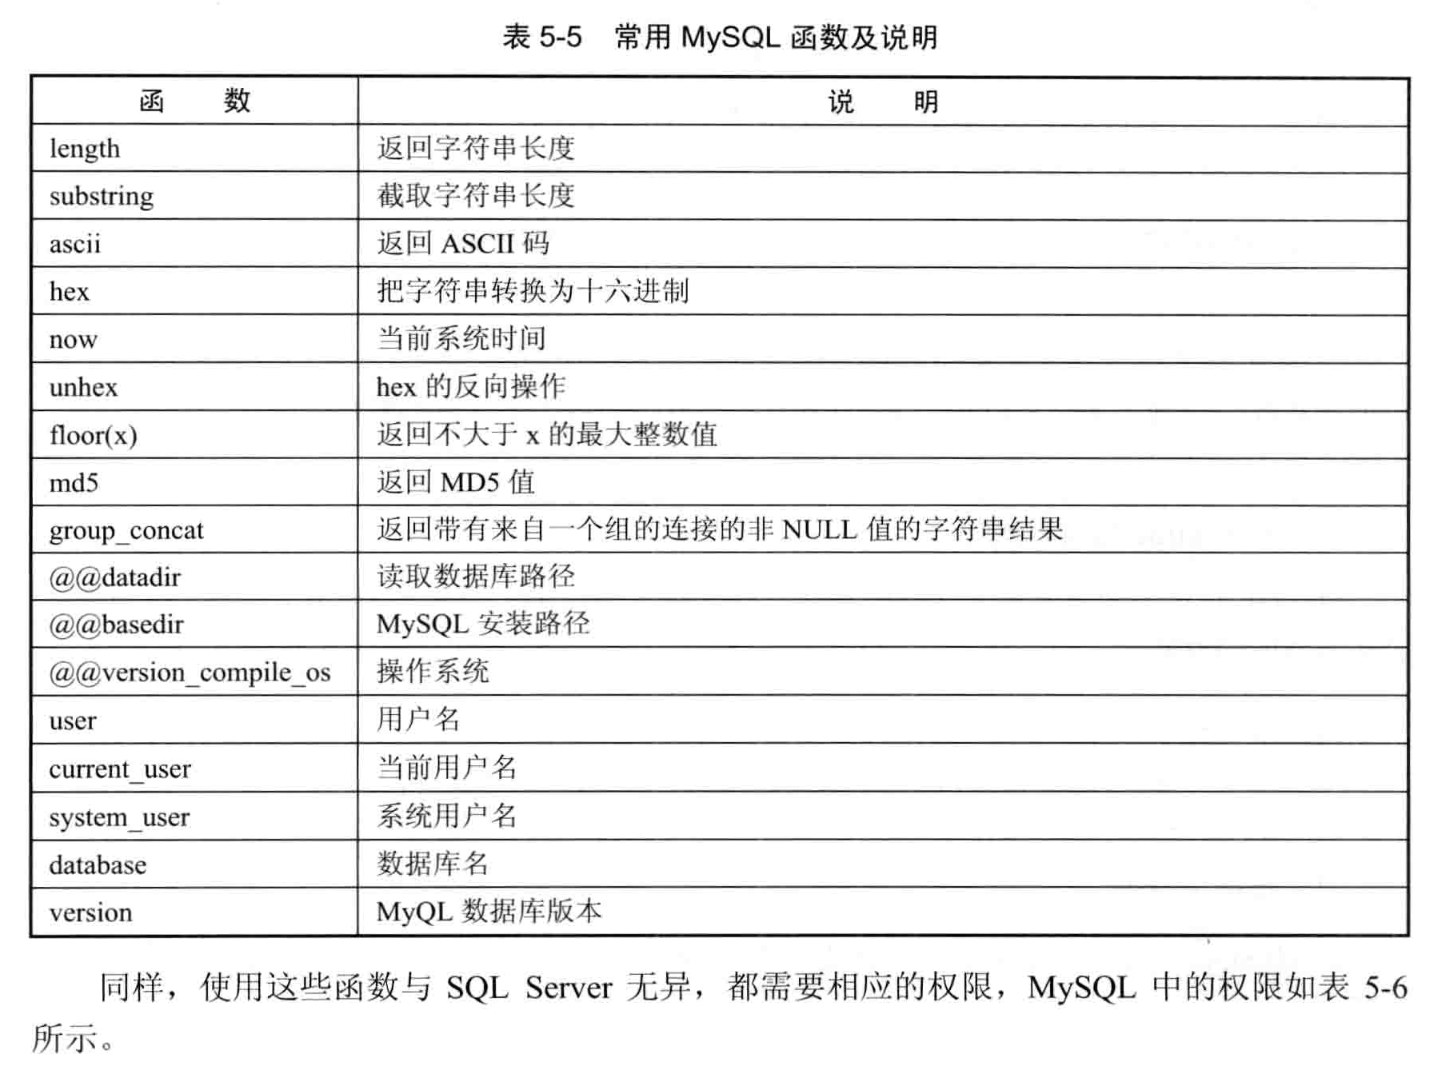 表 5-5 常用 MySQL 函数及说明
函 数 说 明
length 返回字符串长度
substring 截取字符串长度
ascii 返回 ASCII 码
hex 把字符串转换为十六进制
now 当前系统时间
unhex hex 的反向操作
floor(x) 返回不大于 x 的最大整数值
md5 返回 MD5 值
group_concat 返回带有来自一个组的连接的非 NULL 值的字符串结果
@@datadir 读取数据库路径
@@basedir MySQL 安装路径
@@version_compile_os 操作系统
user 用户名
current_user 当前用户名
system_user 系统用户名
database 数据库名
version MyQL 数据库版本
同样，使用这些函数与 SQL Server 无异，都需要相应的权限，MySQL 中的权限如表 5-6
所示。